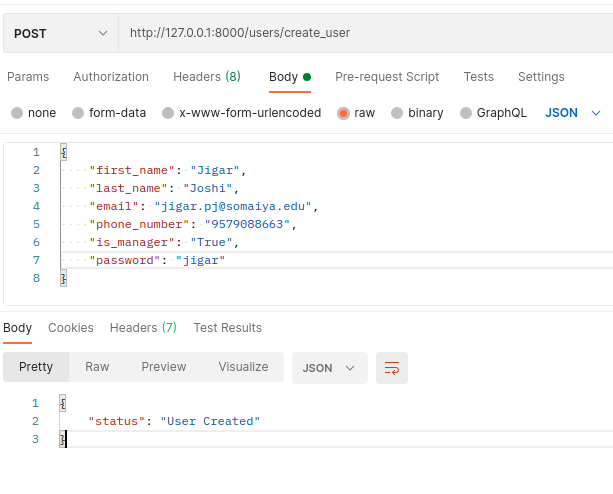 POST http://127.0.0.1:8000/users/create_user
Params Authorization Headers (8) Body Pre-request Script Tests Settings
none form-data x-www-form-urlencoded raw binary GraphQL JSON
1 {
2 "first_name": "Jigar",
3 "last_name": "Joshi",
4 "email": "jigar.pj@somaiya.edu",
5 "phone_number": "9579088663",
6 "is_manager": "True",
7 "password": "jigar"
8 }
Body Cookies Headers (7) Test Results
Pretty Raw Preview Visualize JSON
1 {
2 "status": "User Created"
3 }